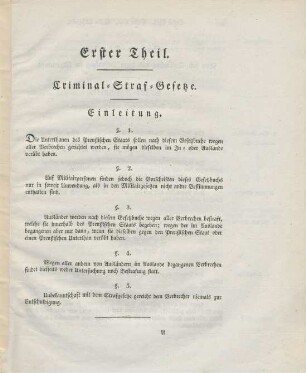 Erster Theil.
Criminal-Straf-Gesetze.
Einleitung.
§. 1.
Die Unterthanen des Preußischen Staats sollen nach diesem Gesetzbuche wegen
aller Verbrechen gerichtet werden, sie mögen dieselben im In- oder Auslande
verübt haben.
§. 2.
Auf Militairpersonen finden jedoch die Vorschriften dieses Gesetzbuchs
nur in soweit Anwendung, als in den Militairgesetzen nicht andre Bestimmungen
enthalten sind.
§. 3.
Ausländer werden nach diesem Gesetzbuche wegen aller Verbrechen bestraft,
welche sie innerhalb des Preußischen Staats begehen; wegen der im Auslande
begangenen aber nur dann, wenn sie dieselben gegen den Preußischen Staat oder
einen Preußischen Unterthan verübt haben.
§. 4.
Wegen aller andern von Ausländern im Auslande begangenen Verbrechen
findet diesseits weder Untersuchung noch Bestrafung statt.
§. 5.
Unbekanntschaft mit dem Strafgesetze gereicht dem Verbrecher niemals zur
Entschuldigung.